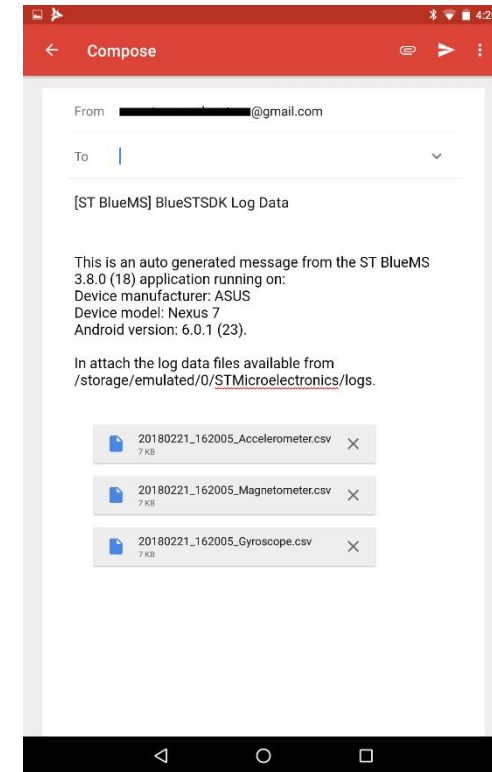 4:2
Compose
From @gmail.com
To
[ST BlueMS] BlueSTSDK Log Data
This is an auto generated message from the ST BlueMS
3.8.0 (18) application running on:
Device manufacturer: ASUS
Device model: Nexus 7
Android version: 6.0.1 (23).
In attach the log data files available from
/storage/emulated/0/STMicroelectronics/logs.
20180221_162005_Accelerometer.csv
7 KB
20180221_162005_Magnetometer.csv
7 KB
20180221_162005_Gyroscope.csv
7 KB